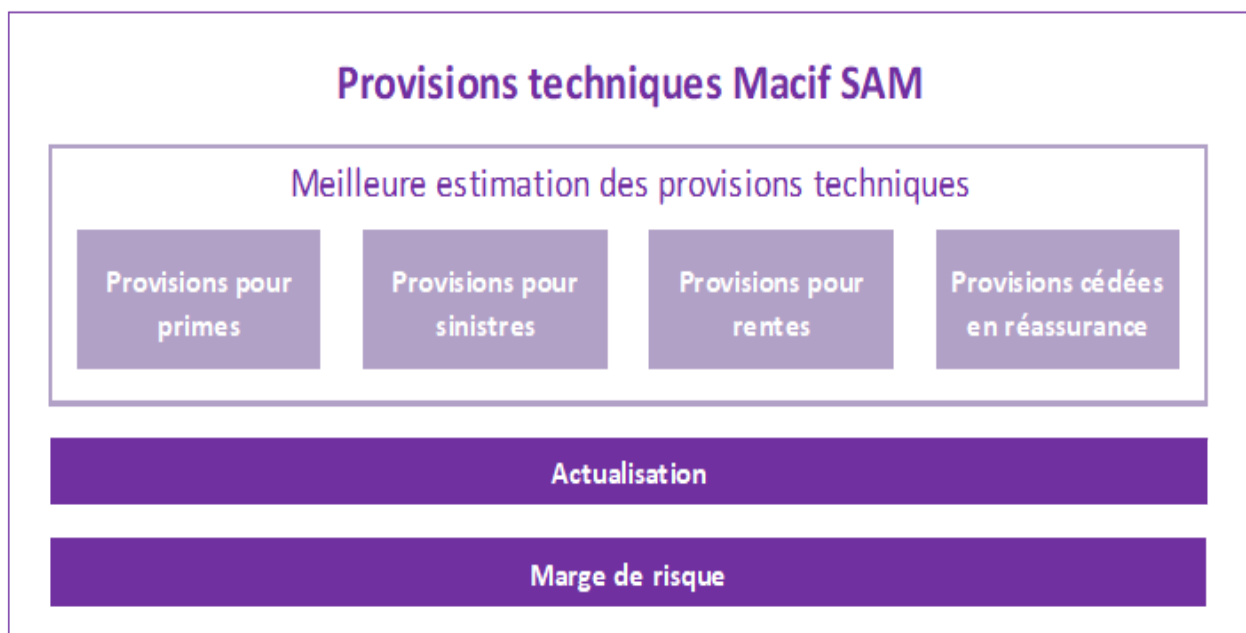 Provisions techniques Macif SAM
Meilleure estimation des provisions techniques
Provisions pour
primes
Provisions pour
sinistres
Provisions pour
rentes
Provisions cédées
en réassurance
Actualisation
Marge de risque